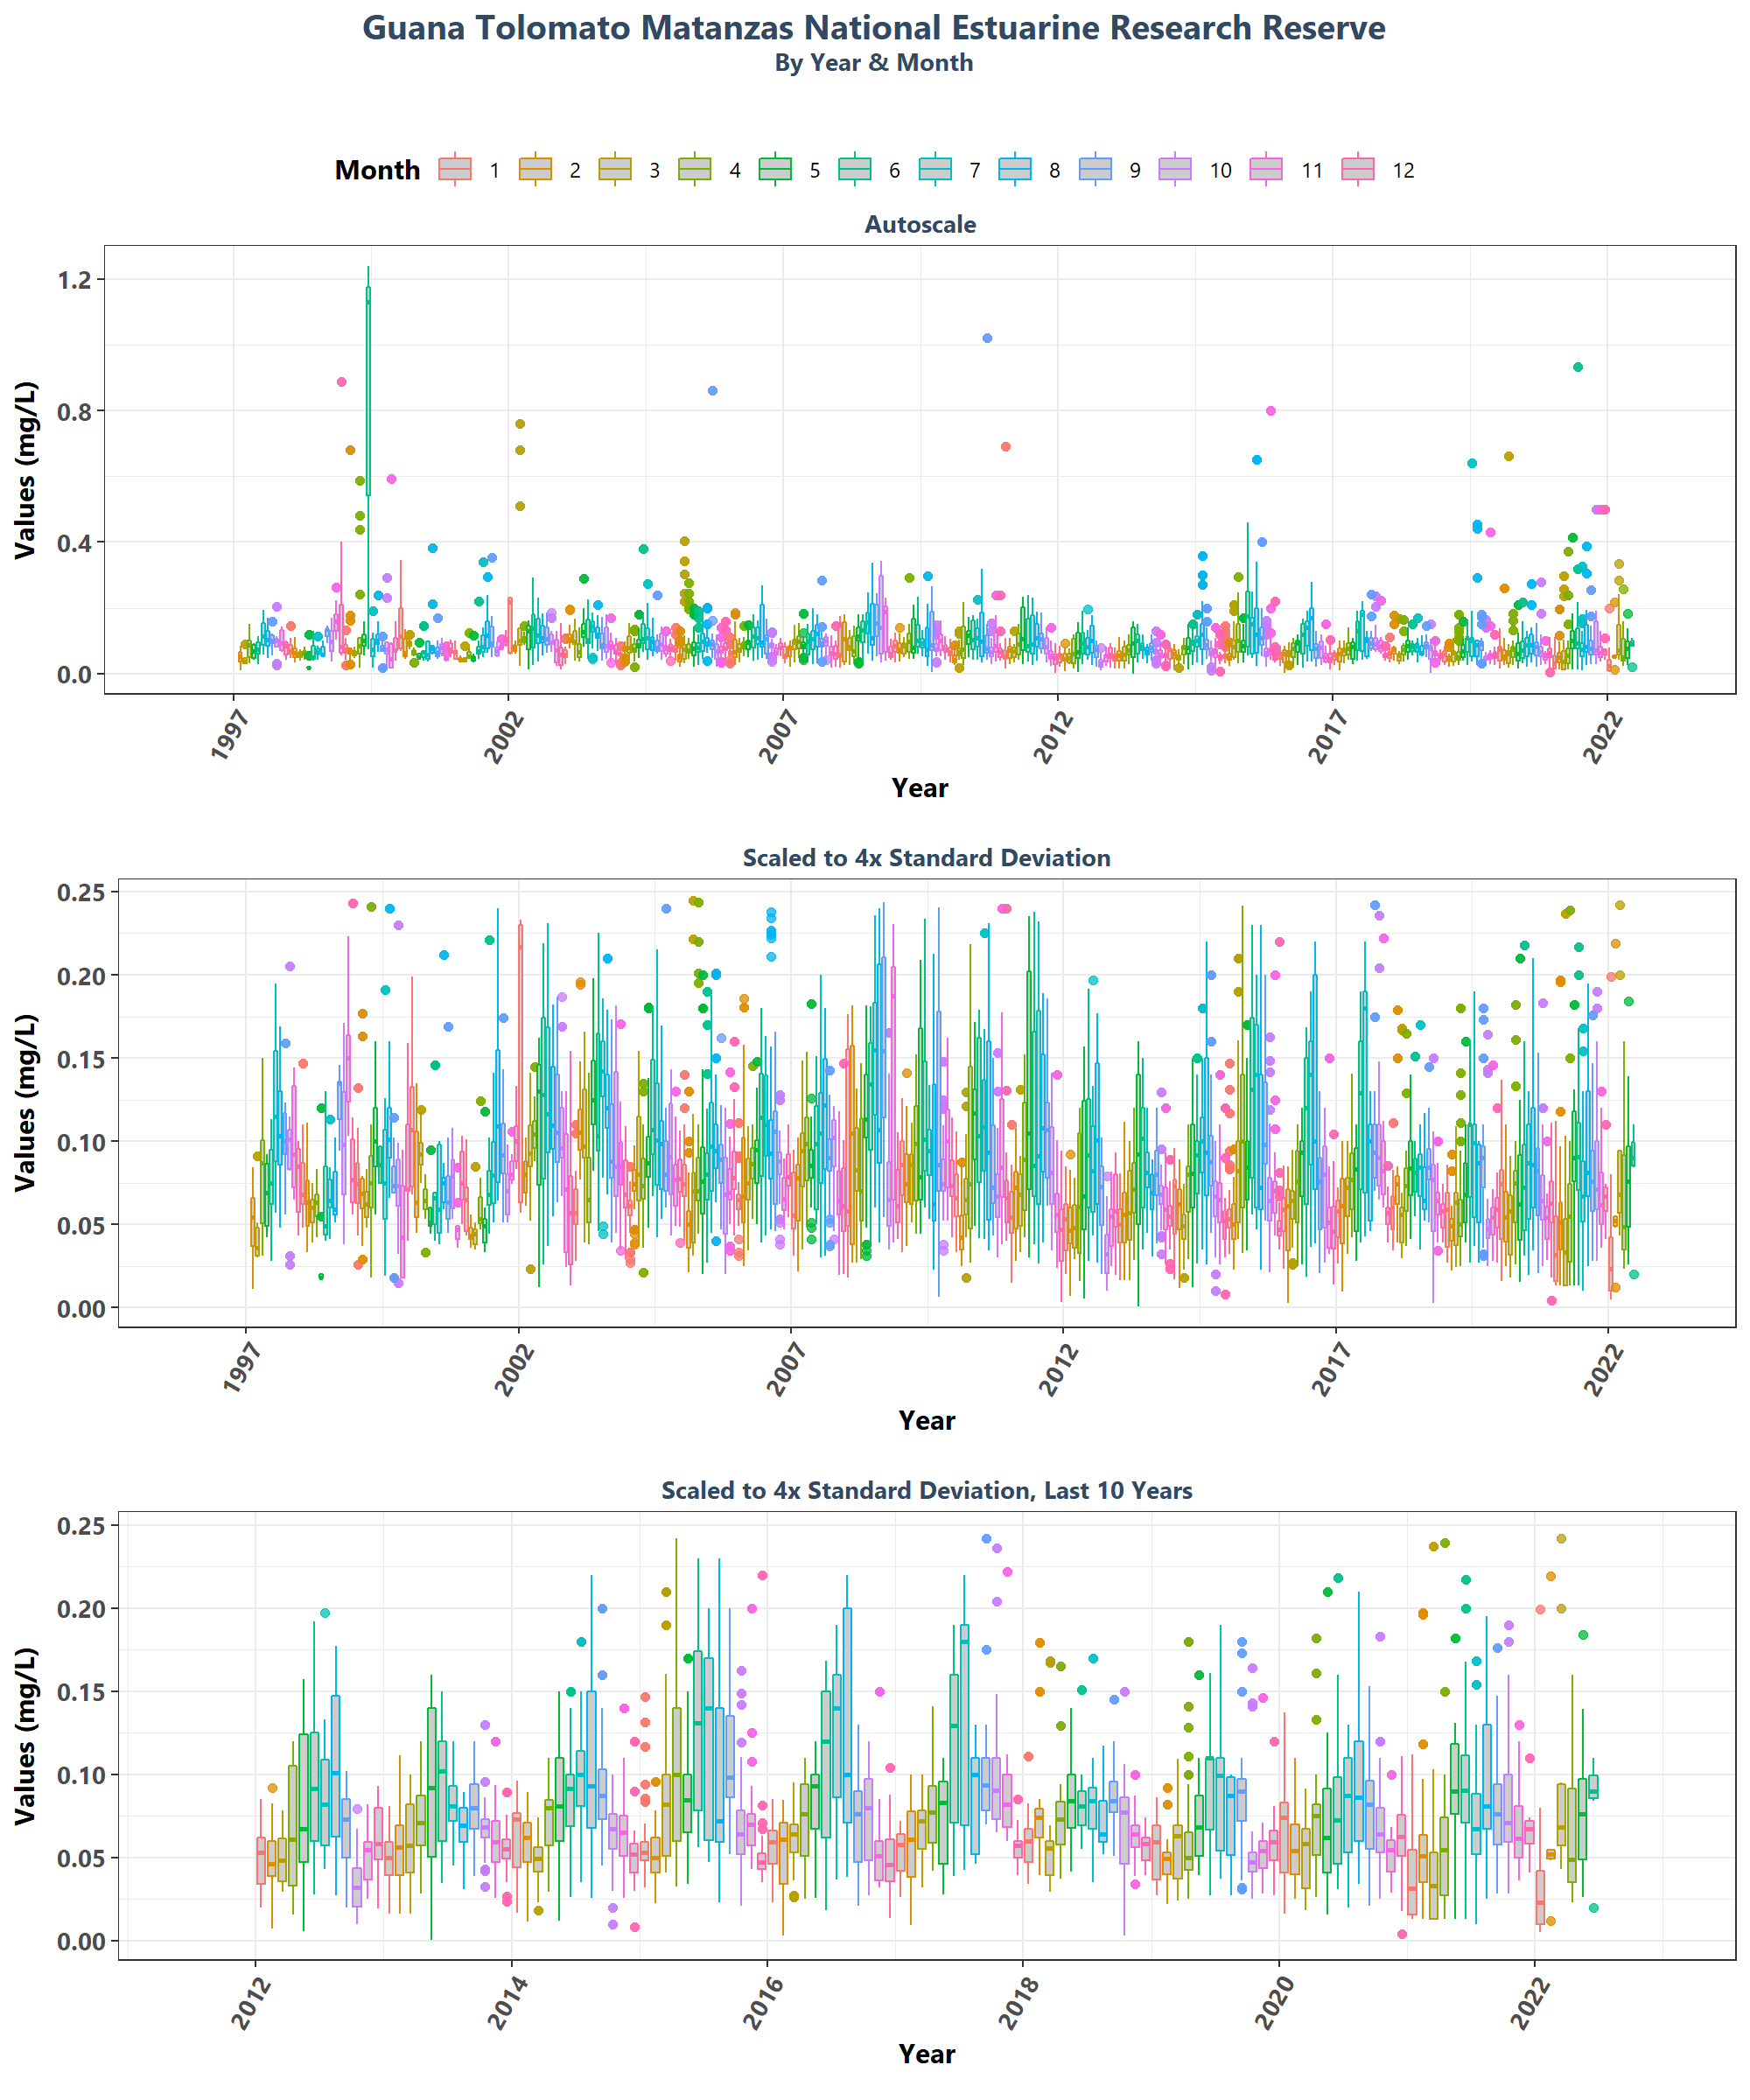 Guana Tolomato Matanzas National Estuarine Research Reserve
By Year & Month
Month 1 2 3 4 5 6 7 8 9 10 11 12
Autoscale
Values (mg/L)
1.2
0.8
0.4
0.0
1997 2002 2007 2012 2017 2022
Year
Scaled to 4x Standard Deviation
Values (mg/L)
0.25
0.20
0.15
0.10
0.05
0.00
1997 2002 2007 2012 2017 2022
Year
Scaled to 4x Standard Deviation, Last 10 Years
Values (mg/L)
0.25
0.20
0.15
0.10
0.05
0.00
2012 2014 2016 2018 2020 2022
Year